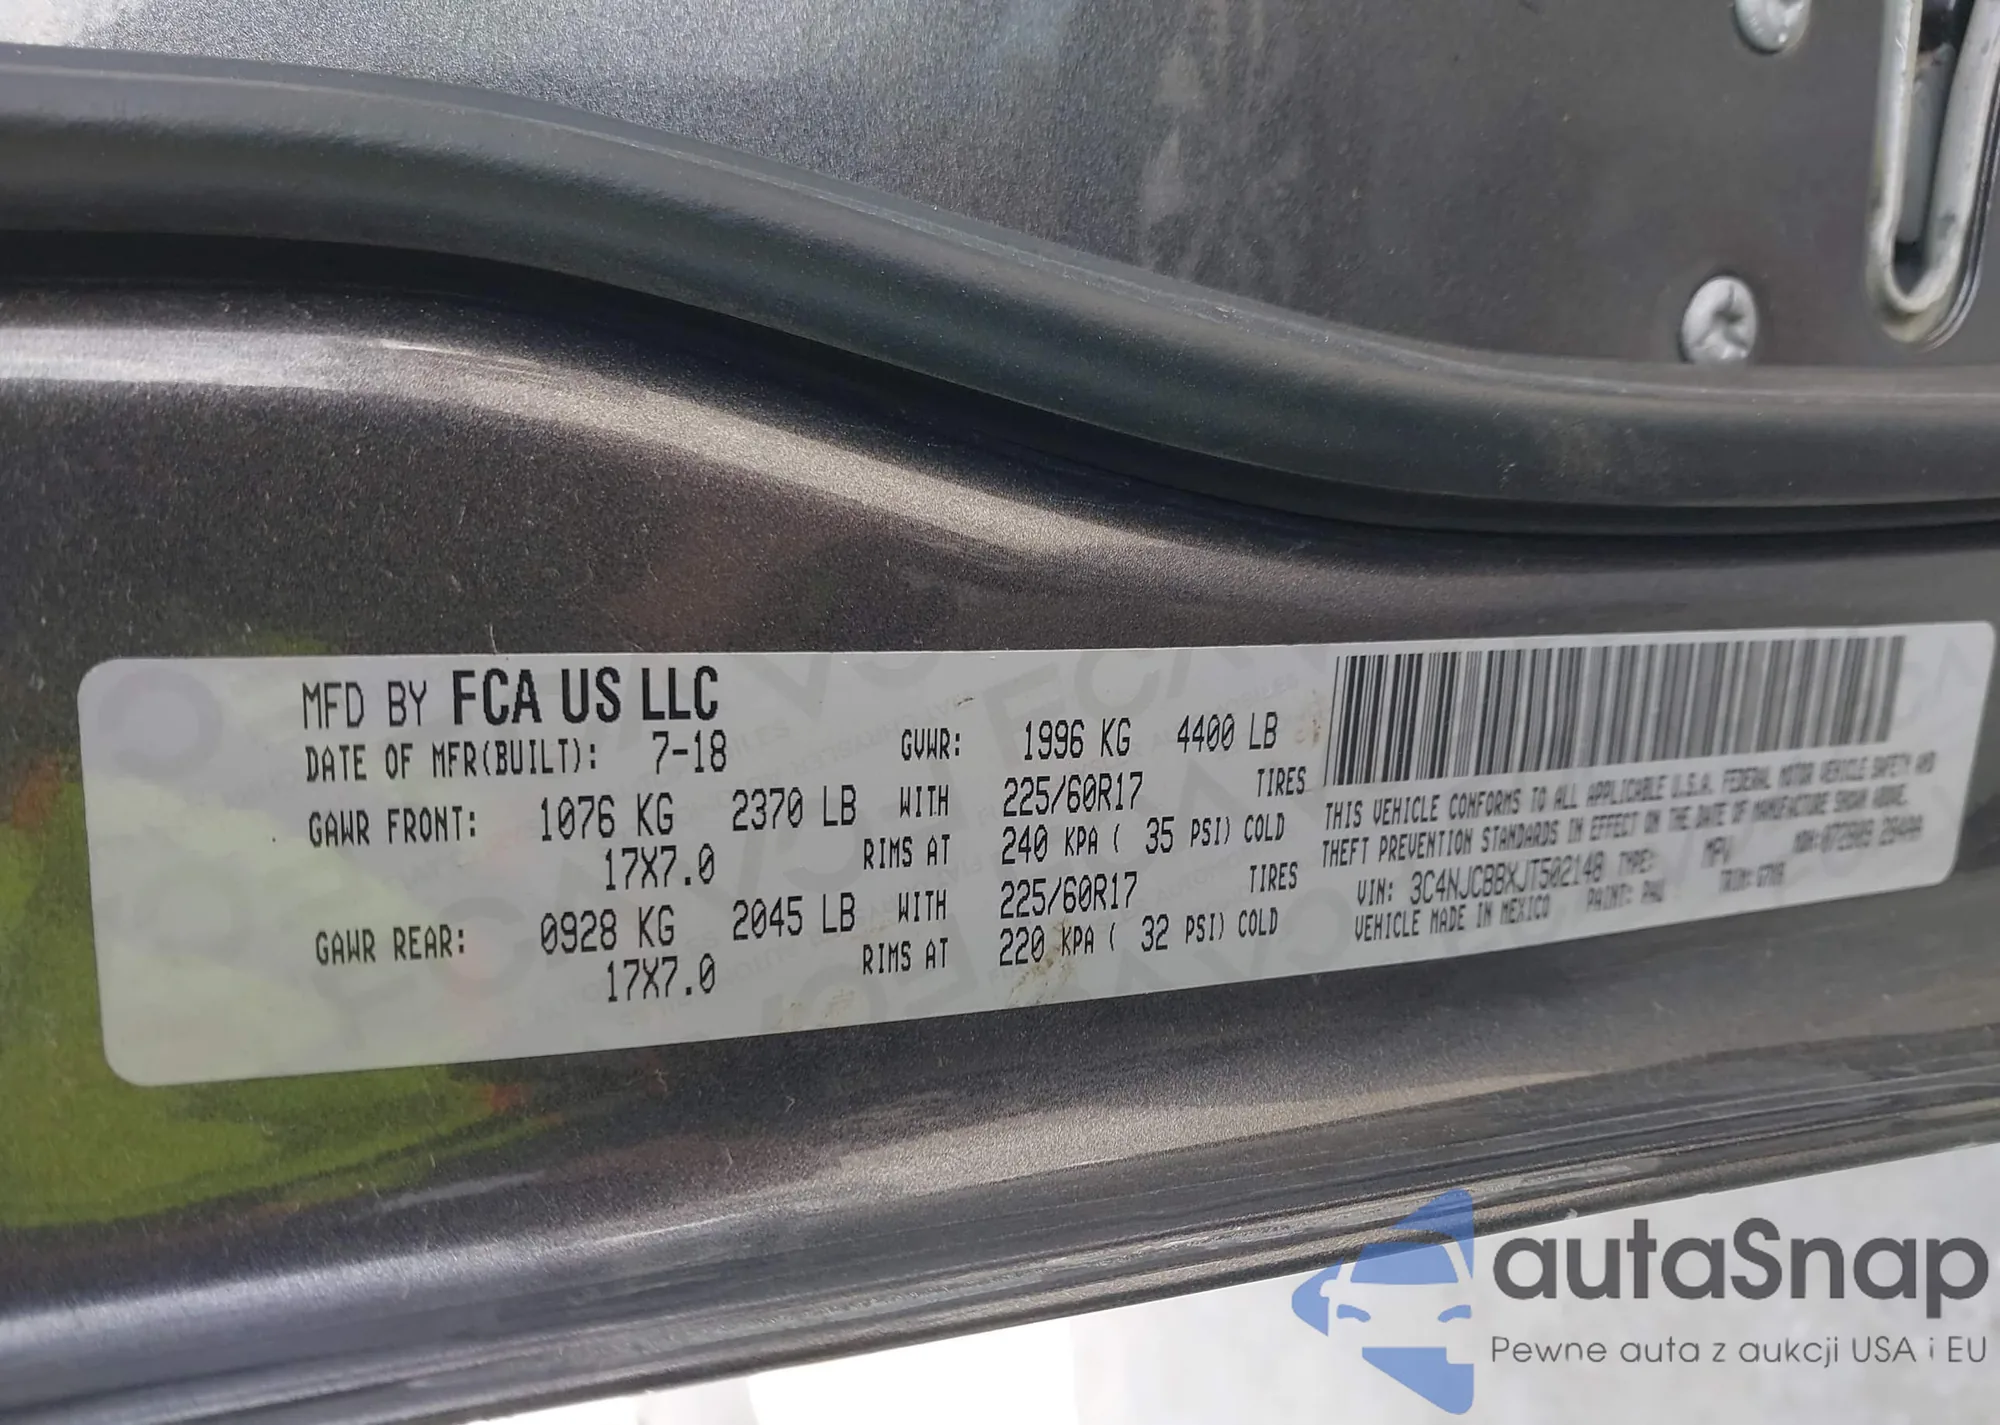 MFD BY FCA US LLC
DATE OF MFR(BUILT): 7-18 GVWR: 1996 KG 4400 LB
GAWR FRONT: 1076 KG 2370 LB WITH 225/60R17 TIRES
17X7.0 RIMS AT 240 KPA ( 35 PSI) COLD
GAWR REAR: 0928 KG 2045 LB WITH 225/60R17 TIRES
17X7.0 RIMS AT 220 KPA ( 32 PSI) COLD
THIS VEHICLE CONFORMS TO ALL APPLICABLE U.S.A. FEDERAL MOTOR VEHICLE SAFETY AND
THEFT PREVENTION STANDARDS IN EFFECT ON THE DATE OF MANUFACTURE SHOWN ABOVE.
VIN: 3C4NJCBBXJT502148 TYPE: MPV MDH:
VEHICLE MADE IN MEXICO PAINT: PAU TRIM:
autaSnap
Pewne auta z aukcji USA i EU